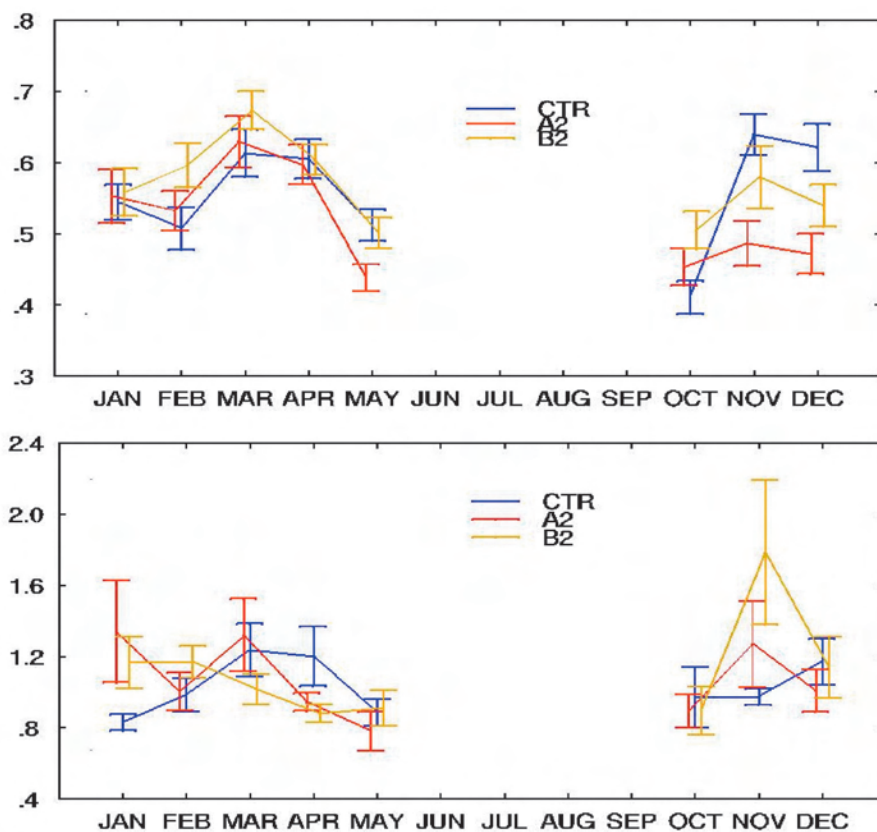 .8
.7
.6
.5
.4
.3
CTR
A2
B2
JAN FEB MAR APR MAY JUN JUL AUG SEP OCT NOV DEC
2.4
2.0
1.6
1.2
.8
.4
CTR
A2
B2
JAN FEB MAR APR MAY JUN JUL AUG SEP OCT NOV DEC